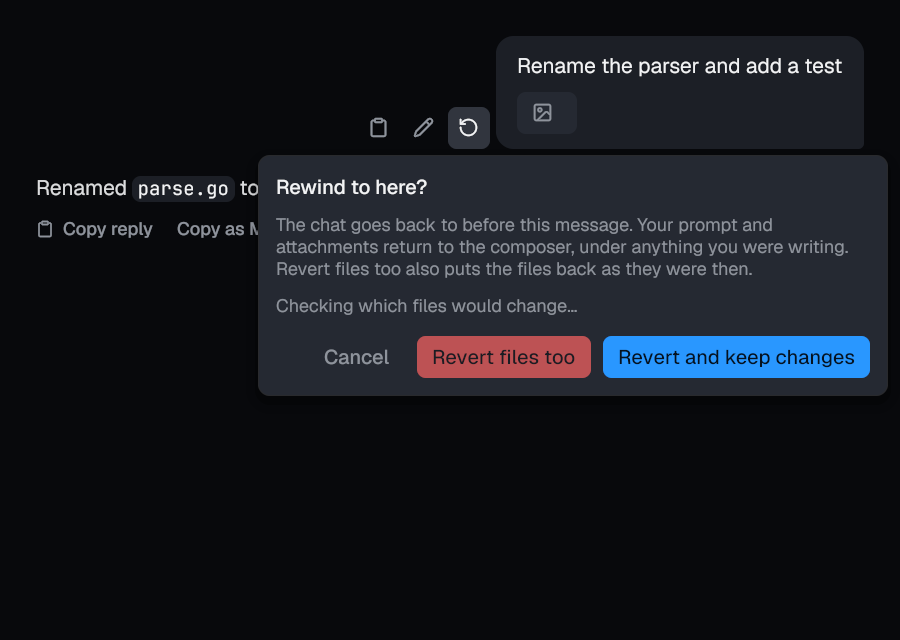 Rename the parser and add a test
Renamed parse.go to
Copy reply Copy as
Rewind to here?
The chat goes back to before this message. Your prompt and
attachments return to the composer, under anything you were writing.
Revert files too also puts the files back as they were then.
Checking which files would change…
Cancel Revert files too Revert and keep changes